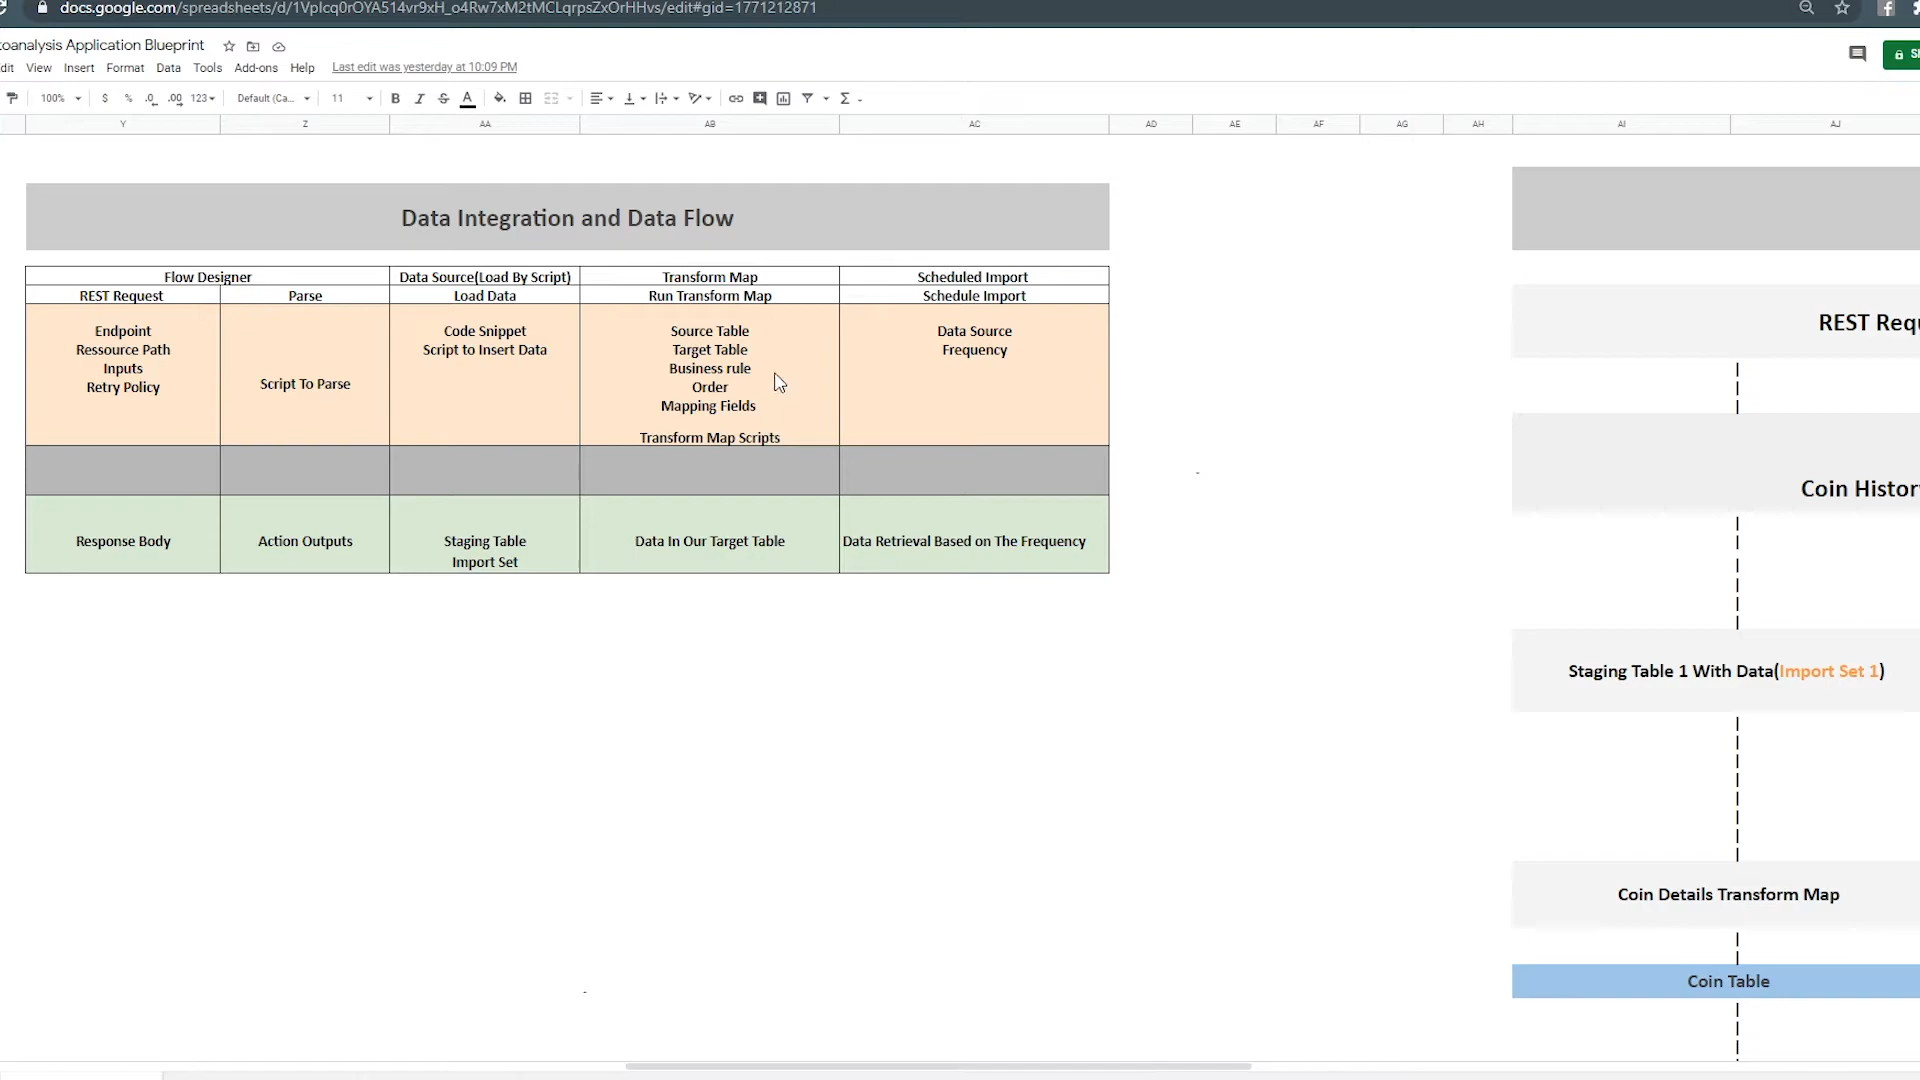 docs.google.com/spreadsheets/d/1VpIcq0rOYA514vr9xH_o4Rw7xM2tMCLqrpsZxOrHHvs/edit#gid=1771212871
toanalysis Application Blueprint
dit View Insert Format Data Tools Add-ons Help Last edit was yesterday at 10:09 PM
100% $ % .0 .00 123 Default (Ca... 11 B I S A Σ
Y Z AA AB AC AD AE AF AG AH AI AJ
Data Integration and Data Flow
Flow Designer Data Source(Load By Script) Transform Map Scheduled Import
REST Request Parse Load Data Run Transform Map Schedule Import
Endpoint Code Snippet Source Table Data Source
Ressource Path Script to Insert Data Target Table Frequency
Inputs Business rule
Retry Policy Script To Parse Order
Mapping Fields
Transform Map Scripts
Response Body Action Outputs Staging Table Data In Our Target Table Data Retrieval Based on The Frequency
Import Set
REST Requ
Coin Histor
Staging Table 1 With Data(Import Set 1)
Coin Details Transform Map
Coin Table